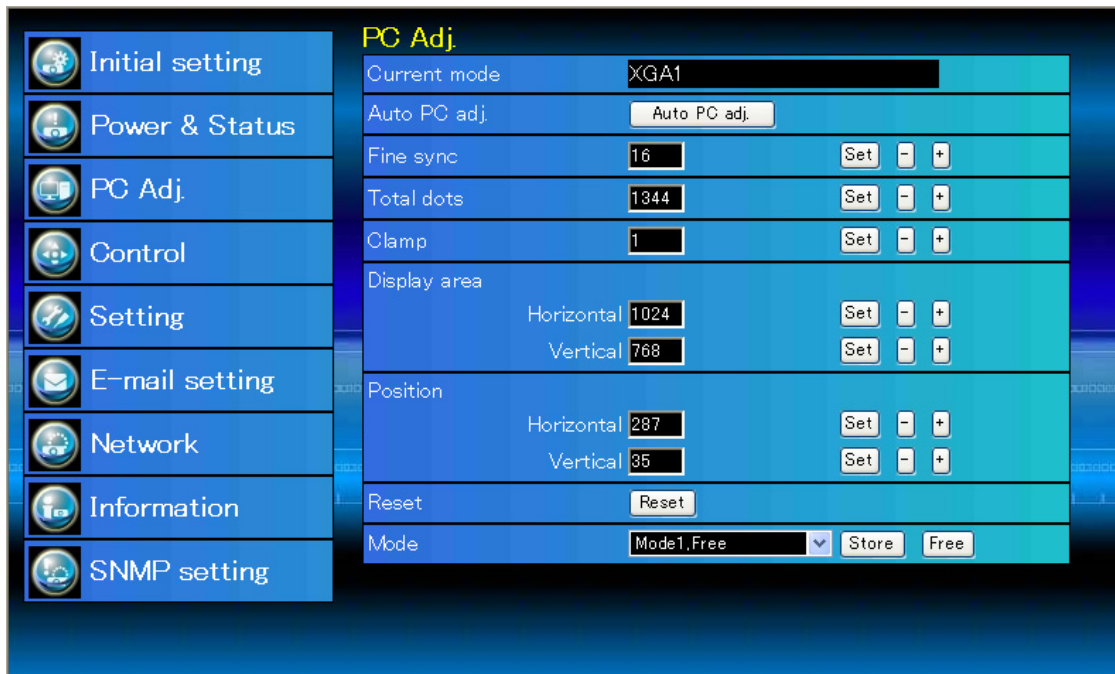 Initial setting
Power & Status
PC Adj.
Control
Setting
E-mail setting
Network
Information
SNMP setting
PC Adj.
Current mode XGA1
Auto PC adj. Auto PC adj.
Fine sync 16 Set - +
Total dots 1344 Set - +
Clamp 1 Set - +
Display area
Horizontal 1024 Set - +
Vertical 768 Set - +
Position
Horizontal 287 Set - +
Vertical 35 Set - +
Reset Reset
Mode Mode1,Free Store Free